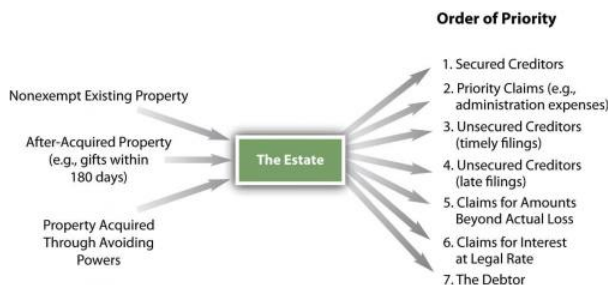 Order of Priority
Nonexempt Existing Property
After-Acquired Property
(e.g., gifts within
180 days)
Property Acquired
Through Avoiding
Powers
The Estate
1. Secured Creditors
2. Priority Claims (e.g.,
administration expenses)
3. Unsecured Creditors
(timely filings)
4. Unsecured Creditors
(late filings)
5. Claims for Amounts
Beyond Actual Loss
6. Claims for Interest
at Legal Rate
7. The Debtor